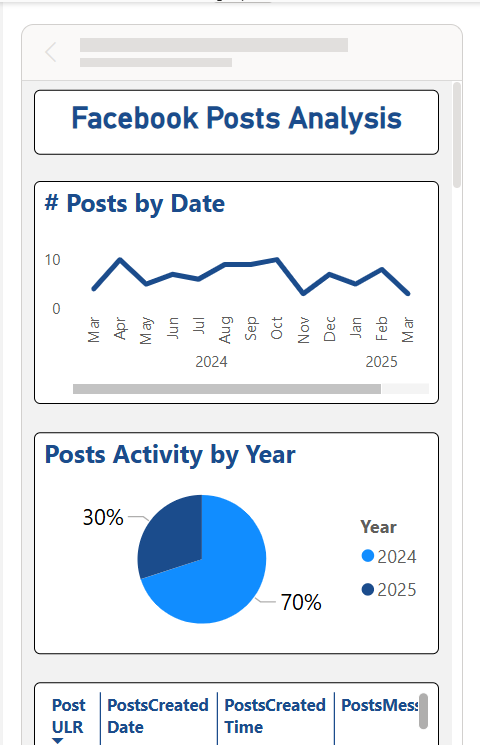 Facebook Posts Analysis
# Posts by Date
10
0
Mar Apr May Jun Jul Aug Sep Oct Nov Dec Jan Feb Mar
2024 2025
Posts Activity by Year
30%
70%
Year
2024
2025
Post PostsCreated PostsCreated PostsMess
ULR Date Time